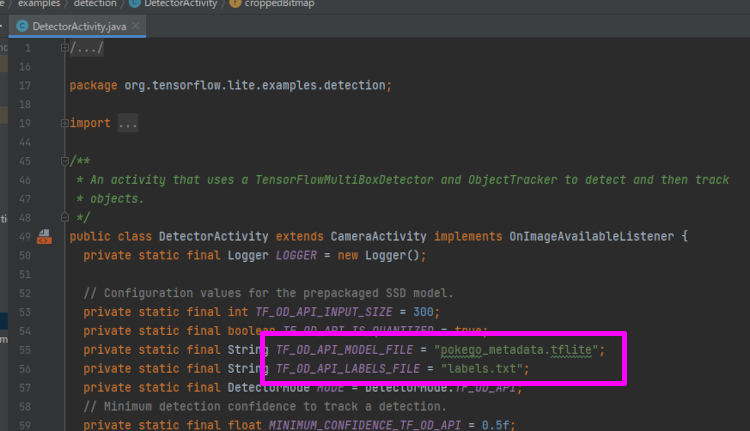 examples > detection > DetectorActivity > croppedBitmap
DetectorActivity.java
1 /.../
16
17 package org.tensorflow.lite.examples.detection;
18
19 import ...
44
45 /**
46 * An activity that uses a TensorFlowMultiBoxDetector and ObjectTracker to detect and then track
47 * objects.
48 */
49 public class DetectorActivity extends CameraActivity implements OnImageAvailableListener {
50 private static final Logger LOGGER = new Logger();
51
52 // Configuration values for the prepackaged SSD model.
53 private static final int TF_OD_API_INPUT_SIZE = 300;
54 private static final boolean TF_OD_API_IS_QUANTIZED = true;
55 private static final String TF_OD_API_MODEL_FILE = "pokego_metadata.tflite";
56 private static final String TF_OD_API_LABELS_FILE = "labels.txt";
57 private static final DetectorMode MODE = DetectorMode.TF_OD_API;
58 // Minimum detection confidence to track a detection.
59 private static final float MINIMUM_CONFIDENCE_TF_OD_API = 0.5f;